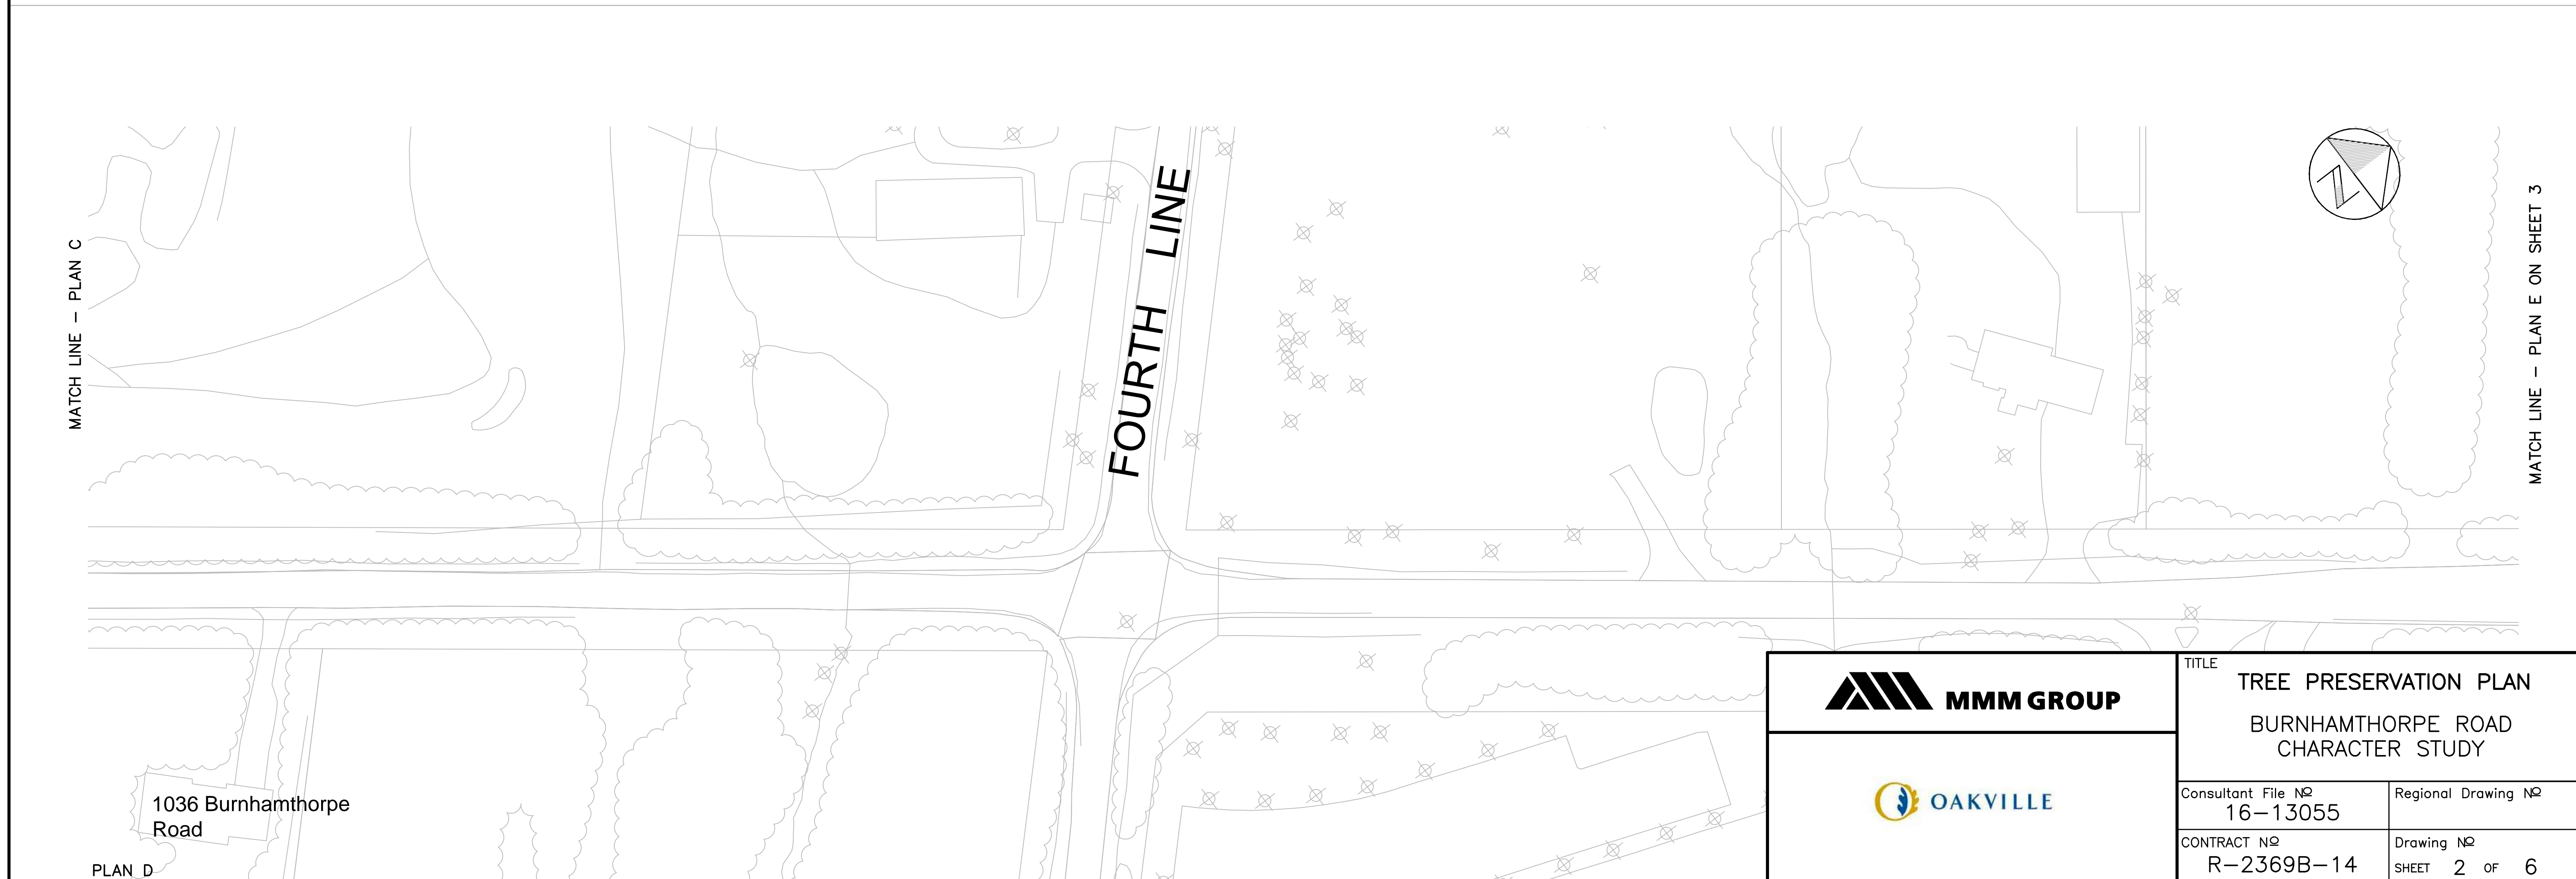 MATCH LINE – PLAN C
FOURTH LINE
MATCH LINE – PLAN E ON SHEET 3
1036 Burnhamthorpe
Road
PLAN D
MMM GROUP
OAKVILLE
TITLE
TREE PRESERVATION PLAN
BURNHAMTHORPE ROAD
CHARACTER STUDY
Consultant File Nº
16-13055
Regional Drawing Nº
CONTRACT Nº
R-2369B-14
Drawing Nº
SHEET 2 OF 6